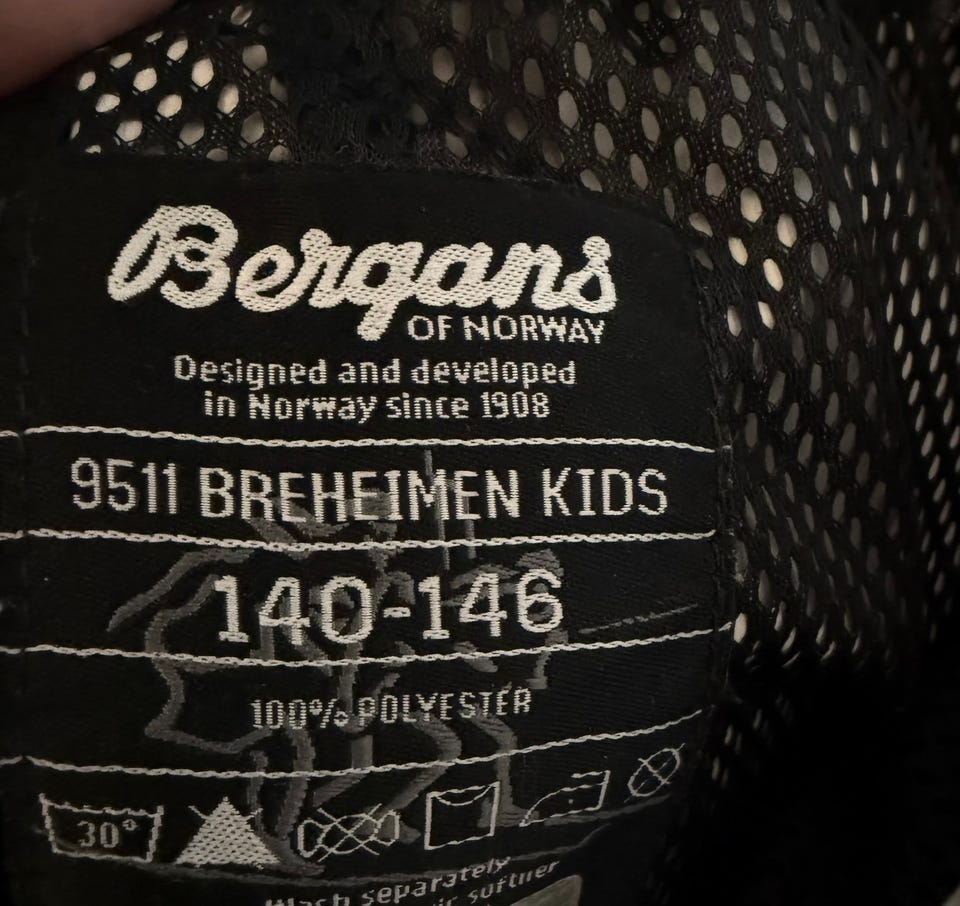 Bergans
OF NORWAY
Designed and developed
in Norway since 1908
9511 BREHEIMEN KIDS
140-146
100% POLYESTER
30°
Wash separately
softner